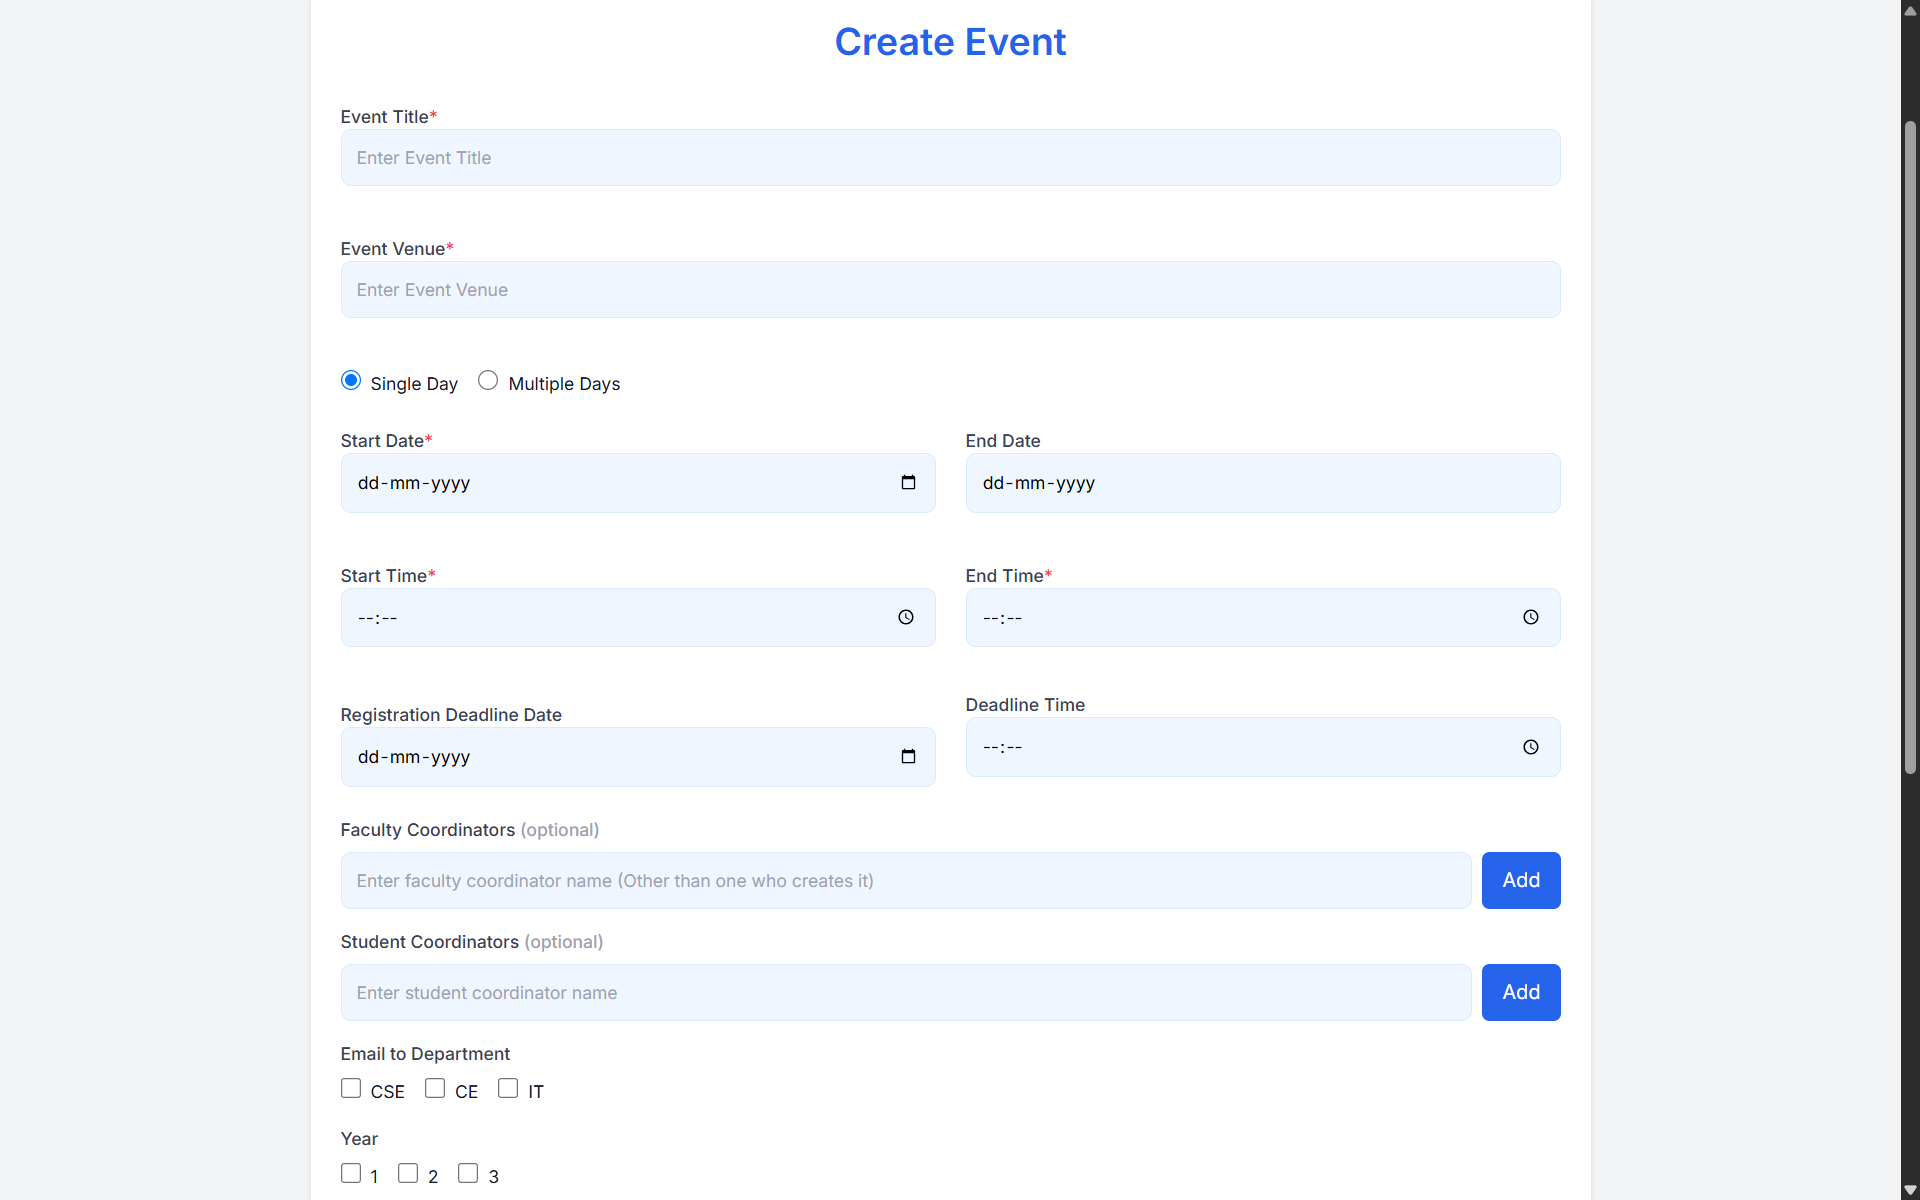 Create Event
Event Title*
Enter Event Title
Event Venue*
Enter Event Venue
Single Day Multiple Days
Start Date* End Date
dd-mm-yyyy dd-mm-yyyy
Start Time* End Time*
--:-- --:--
Registration Deadline Date Deadline Time
dd-mm-yyyy --:--
Faculty Coordinators (optional)
Enter faculty coordinator name (Other than one who creates it) Add
Student Coordinators (optional)
Enter student coordinator name Add
Email to Department
CSE CE IT
Year
1 2 3